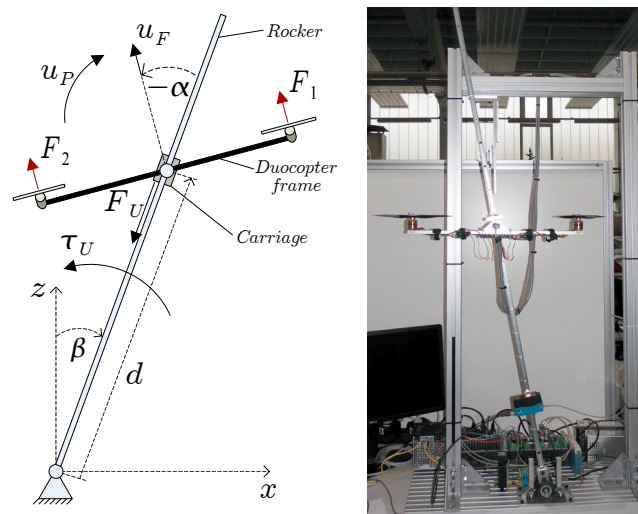 u_F
Rocker
u_P
−α
F_1
F_2
Duocopter
frame
F_U
Carriage
τ_U
z
β
d
x